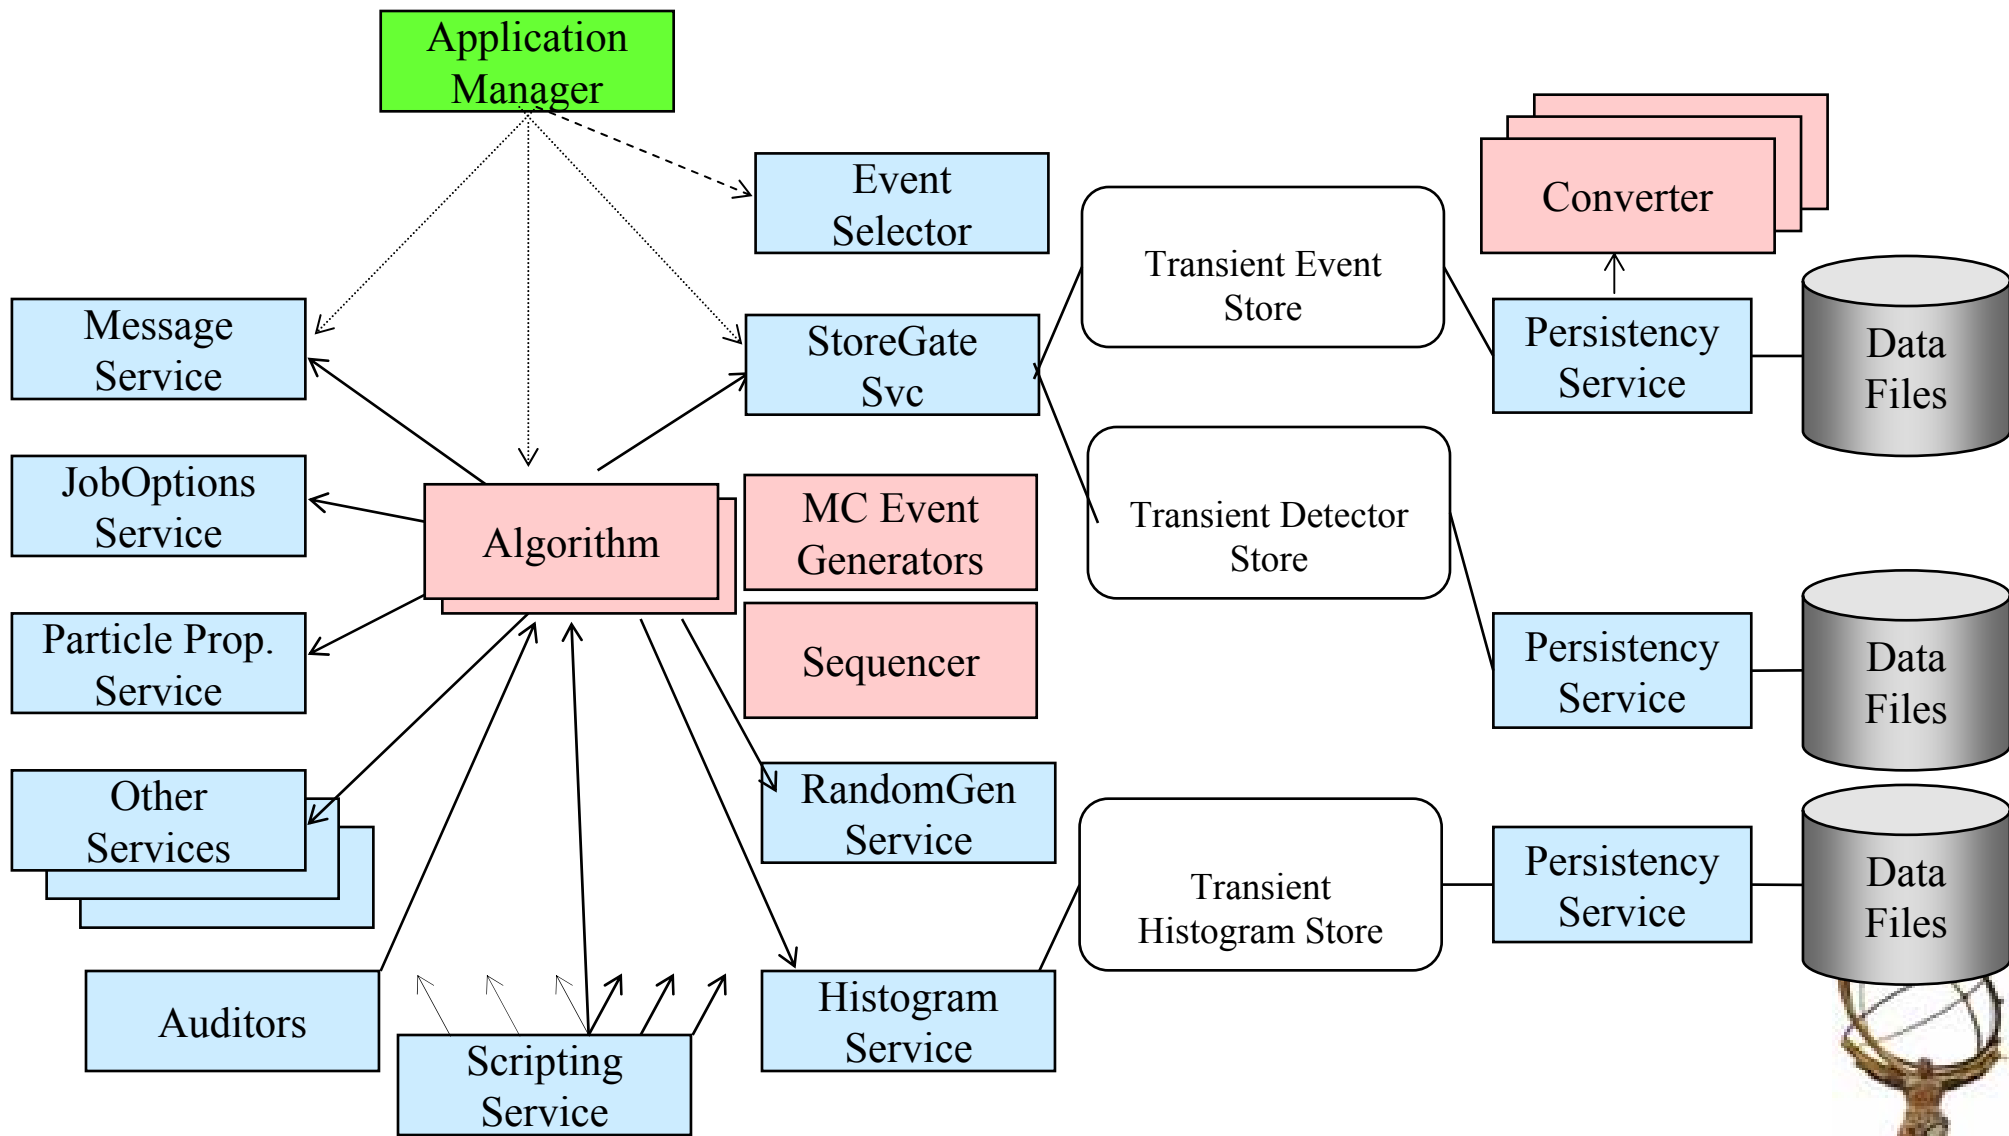 Application
Manager
Event
Selector
Converter
Transient Event
Store
Message
Service
StoreGate
Svc
Persistency
Service
Data
Files
JobOptions
Service
Algorithm
MC Event
Generators
Transient Detector
Store
Particle Prop.
Service
Sequencer
Persistency
Service
Data
Files
Other
Services
RandomGen
Service
Transient
Histogram Store
Persistency
Service
Data
Files
Auditors
Scripting
Service
Histogram
Service